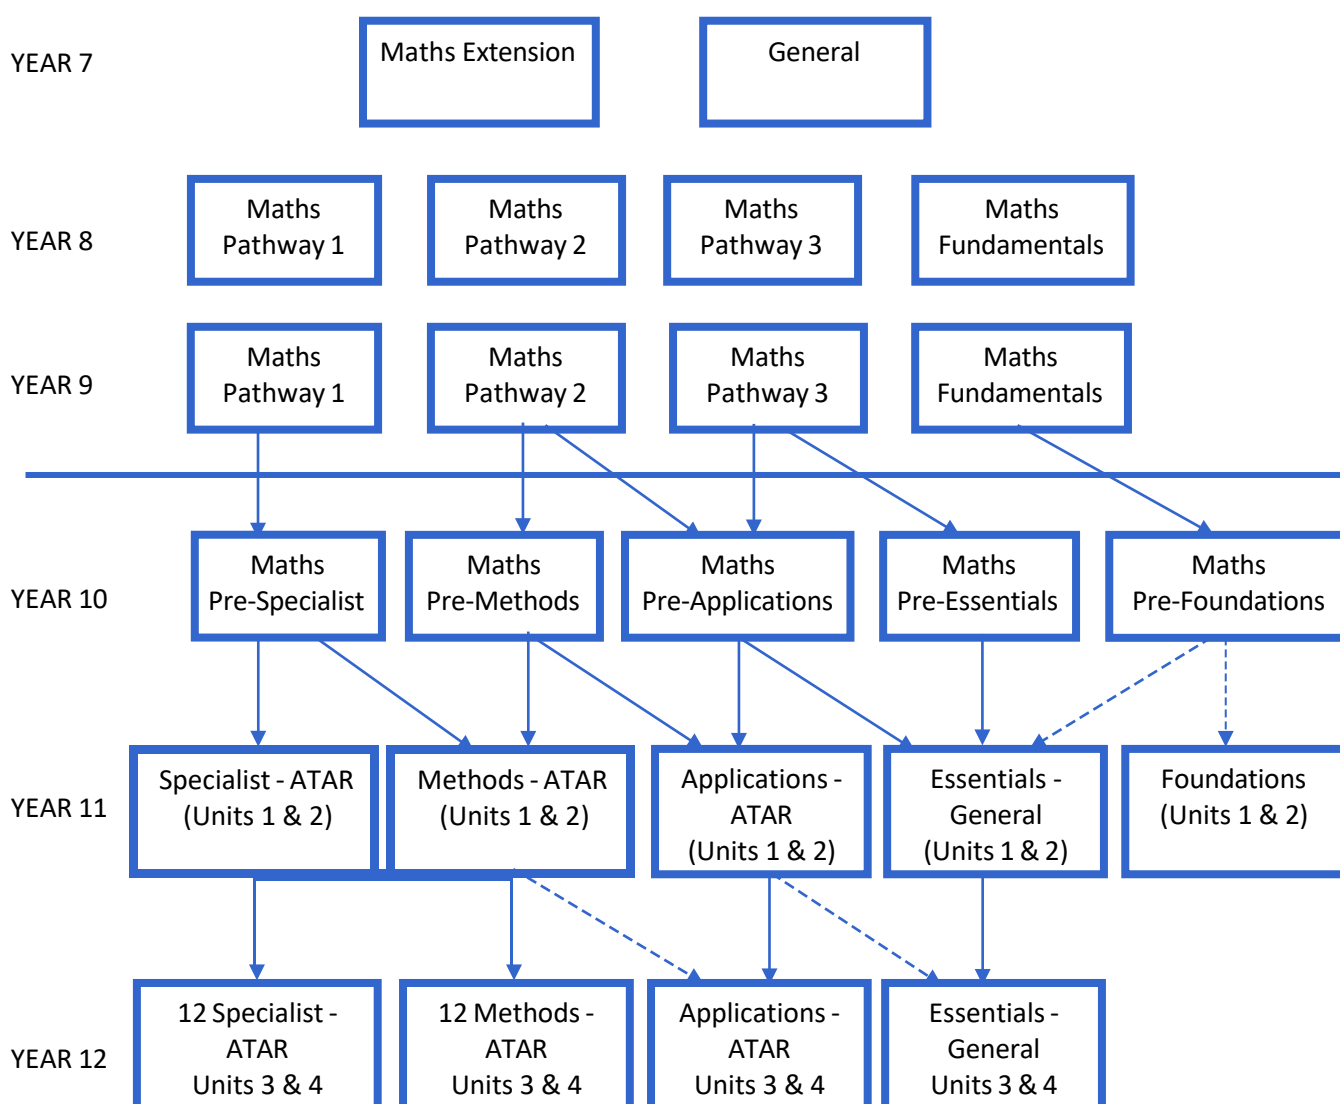 YEAR 7
Maths Extension
General
YEAR 8
Maths
Pathway 1
Maths
Pathway 2
Maths
Pathway 3
Maths
Fundamentals
YEAR 9
Maths
Pathway 1
Maths
Pathway 2
Maths
Pathway 3
Maths
Fundamentals
YEAR 10
Maths
Pre-Specialist
Maths
Pre-Methods
Maths
Pre-Applications
Maths
Pre-Essentials
Maths
Pre-Foundations
YEAR 11
Specialist - ATAR
(Units 1 & 2)
Methods - ATAR
(Units 1 & 2)
Applications -
ATAR
(Units 1 & 2)
Essentials -
General
(Units 1 & 2)
Foundations
(Units 1 & 2)
YEAR 12
12 Specialist -
ATAR
Units 3 & 4
12 Methods -
ATAR
Units 3 & 4
Applications -
ATAR
Units 3 & 4
Essentials -
General
Units 3 & 4